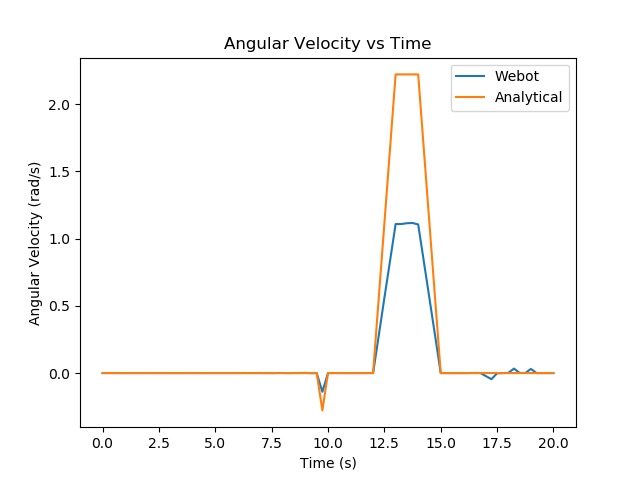 Angular Velocity vs Time
Webot
Analytical
2.0
1.5
1.0
0.5
0.0
Angular Velocity (rad/s)
0.0 2.5 5.0 7.5 10.0 12.5 15.0 17.5 20.0
Time (s)